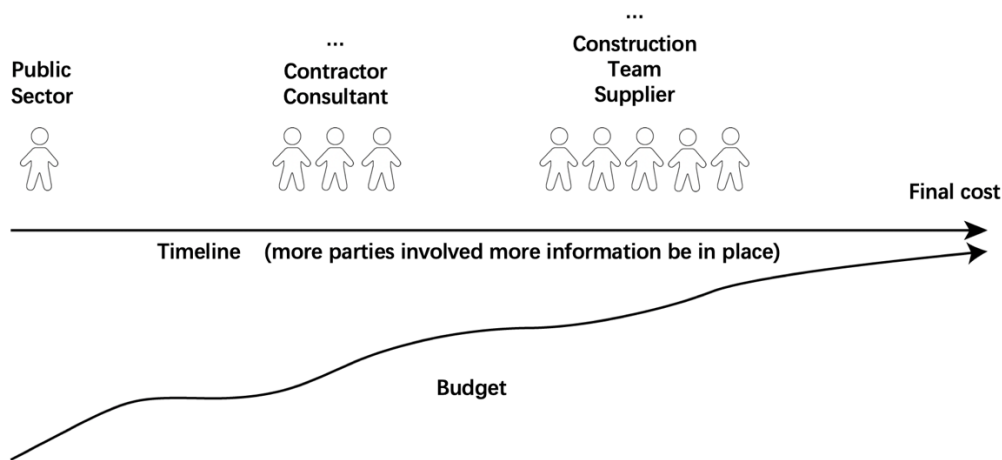 Public
Sector
...
Contractor
Consultant
...
Construction
Team
Supplier
Final cost
Timeline (more parties involved more information be in place)
Budget